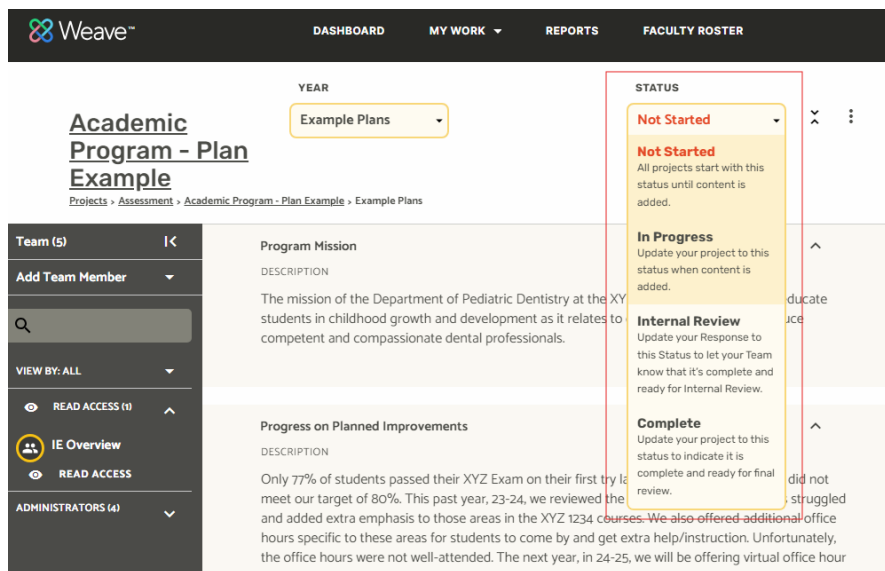 Weave™
DASHBOARD
MY WORK
REPORTS
FACULTY ROSTER
Academic
Program - Plan
Example
YEAR
Example Plans
STATUS
Not Started
Not Started
All projects start with this
status until content is
added.
In Progress
Update your project to this
status when content is
added.
Internal Review
Update your Response to
this Status to let your Team
know that it's complete and
ready for Internal Review.
Complete
Update your project to this
status to indicate it is
complete and ready for final
review.
Projects > Assessment > Academic Program - Plan Example > Example Plans
Team (5)
Add Team Member
VIEW BY: ALL
READ ACCESS (1)
IE Overview
READ ACCESS
ADMINISTRATORS (4)
Program Mission
DESCRIPTION
The mission of the Department of Pediatric Dentistry at the XY
students in childhood growth and development as it relates to
competent and compassionate dental professionals.
Progress on Planned Improvements
DESCRIPTION
Only 77% of students passed their XYZ Exam on their first try la did not
meet our target of 80%. This past year, 23-24, we reviewed the struggled
and added extra emphasis to those areas in the XYZ 1234 courses. We also offered additional office
hours specific to these areas for students to come by and get extra help/instruction. Unfortunately,
the office hours were not well-attended. The next year, in 24-25, we will be offering virtual office hour